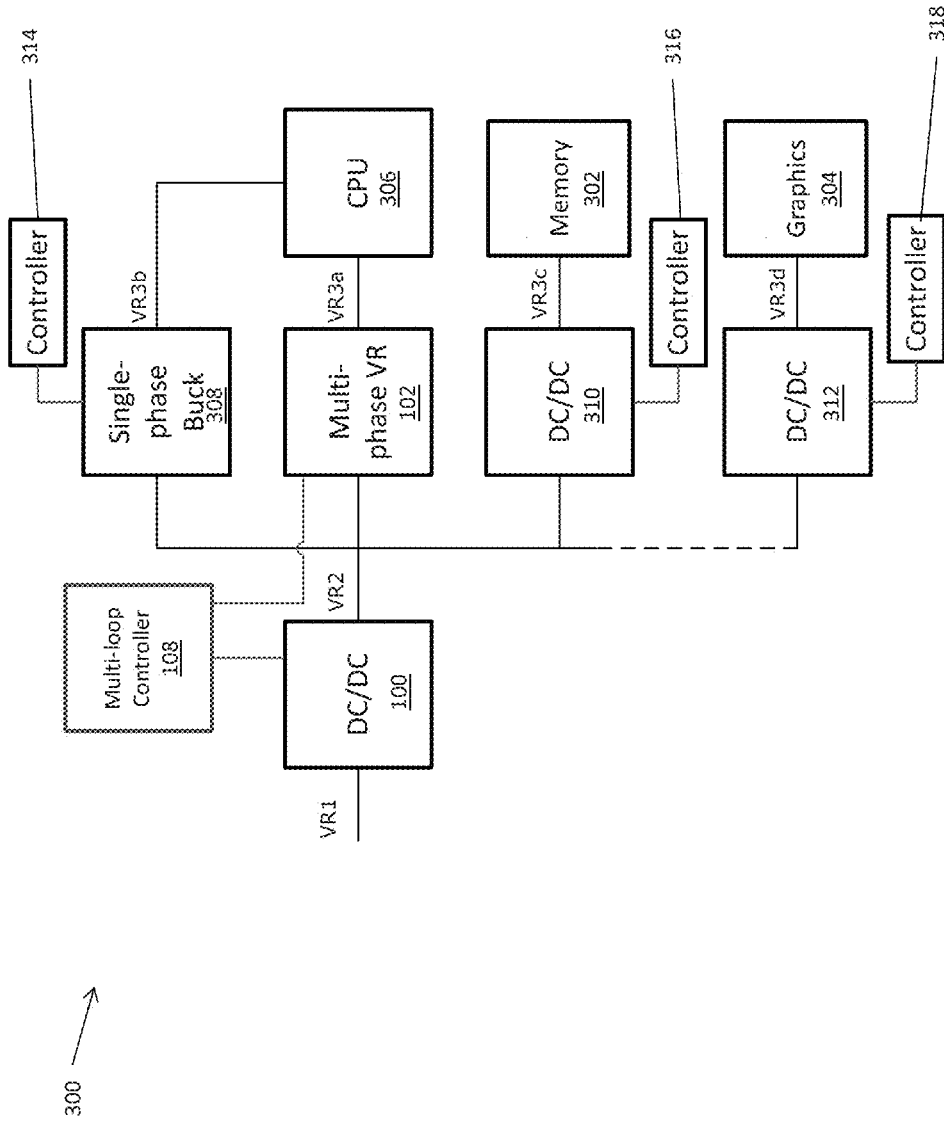 300
VR1
Multi-loop
Controller
108
DC/DC
100
VR2
Controller
314
Single-
phase
Buck
308
VR3b
Multi-
phase VR
102
VR3a
CPU
306
DC/DC
310
VR3c
Memory
302
Controller
316
DC/DC
312
VR3d
Graphics
304
Controller
318